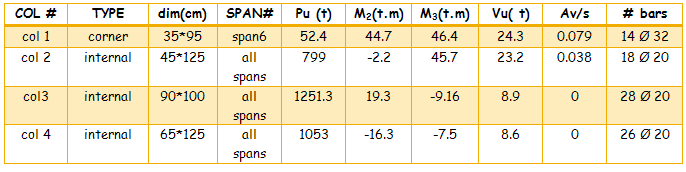 COL # TYPE dim(cm) SPAN# Pu (t) M2(t.m) M3(t.m) Vu( t) Av/s # bars
col 1 corner 35*95 span6 52.4 44.7 46.4 24.3 0.079 14 Ø 32
col 2 internal 45*125 all spans 799 -2.2 45.7 23.2 0.038 18 Ø 20
col3 internal 90*100 all spans 1251.3 19.3 -9.16 8.9 0 28 Ø 20
col 4 internal 65*125 all spans 1053 -16.3 -7.5 8.6 0 26 Ø 20